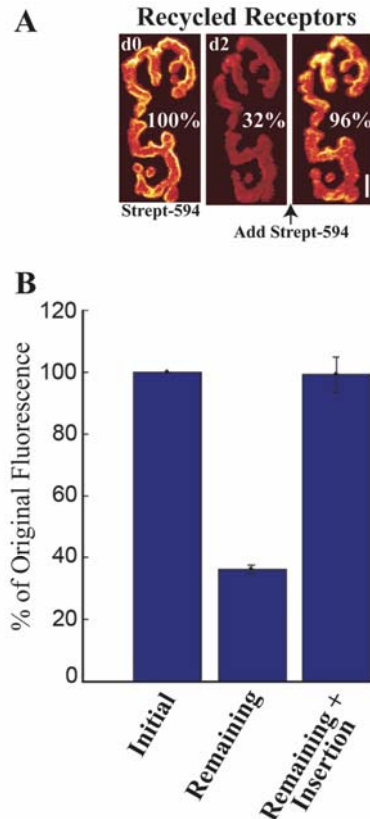 A
Recycled Receptors
d0
d2
100%
32%
96%
Strept-594
Add Strept-594
B
% of Original Fluorescence
120
100
80
60
40
20
0
Initial
Remaining
Remaining +
Insertion